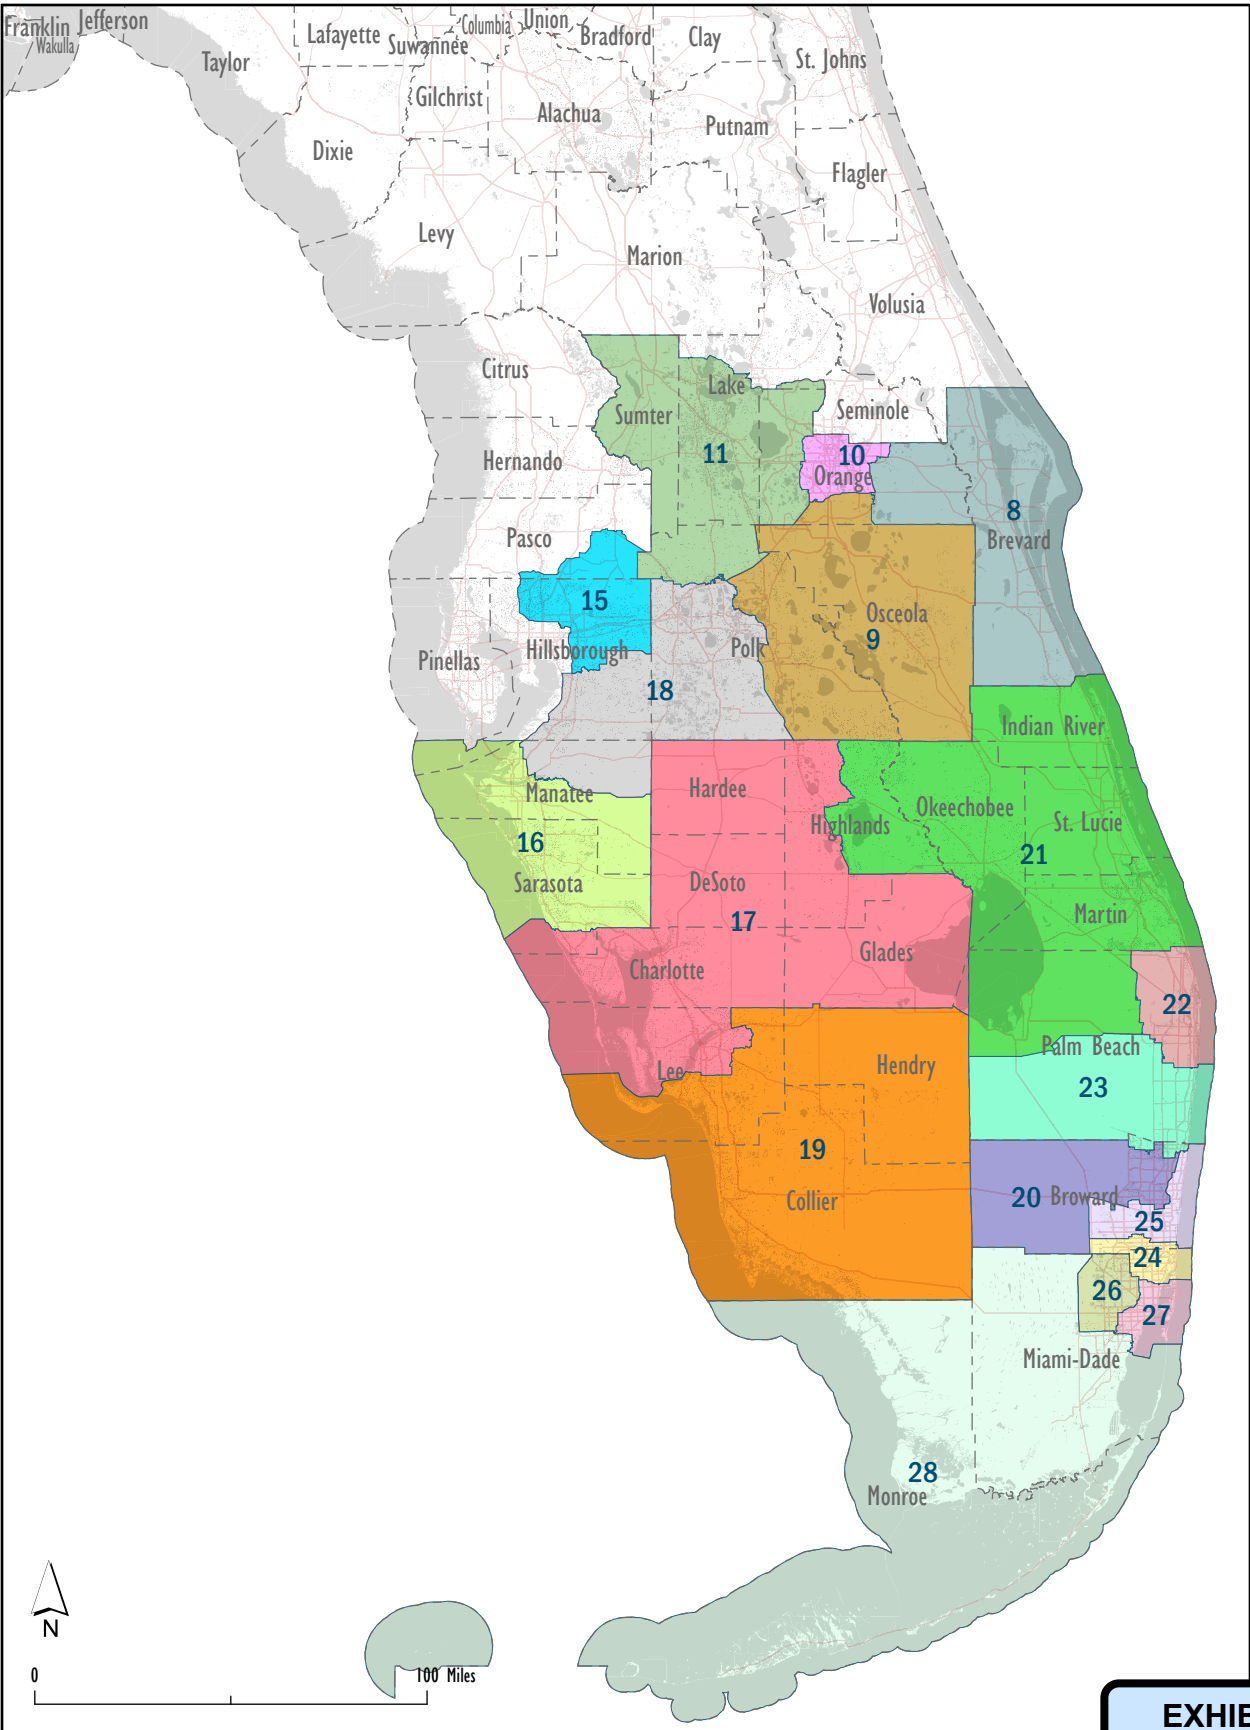 Franklin
Jefferson
Wakulla
Taylor
Lafayette
Suwannee
Columbia
Union
Bradford
Clay
St. Johns
Gilchrist
Alachua
Putnam
Dixie
Flagler
Levy
Marion
Volusia
Citrus
Lake
Sumter
Seminole
11
10
Hernando
Orange
8
Pasco
Brevard
15
Osceola
9
Hillsborough
Polk
Pinellas
18
Indian River
Hardee
Manatee
Okeechobee
Highlands
St. Lucie
16
21
Sarasota
DeSoto
17
Martin
Glades
Charlotte
22
Palm Beach
Lee
Hendry
23
19
20
Broward
Collier
25
24
26
27
Miami-Dade
28
Monroe
N
0
100 Miles
EXHIE